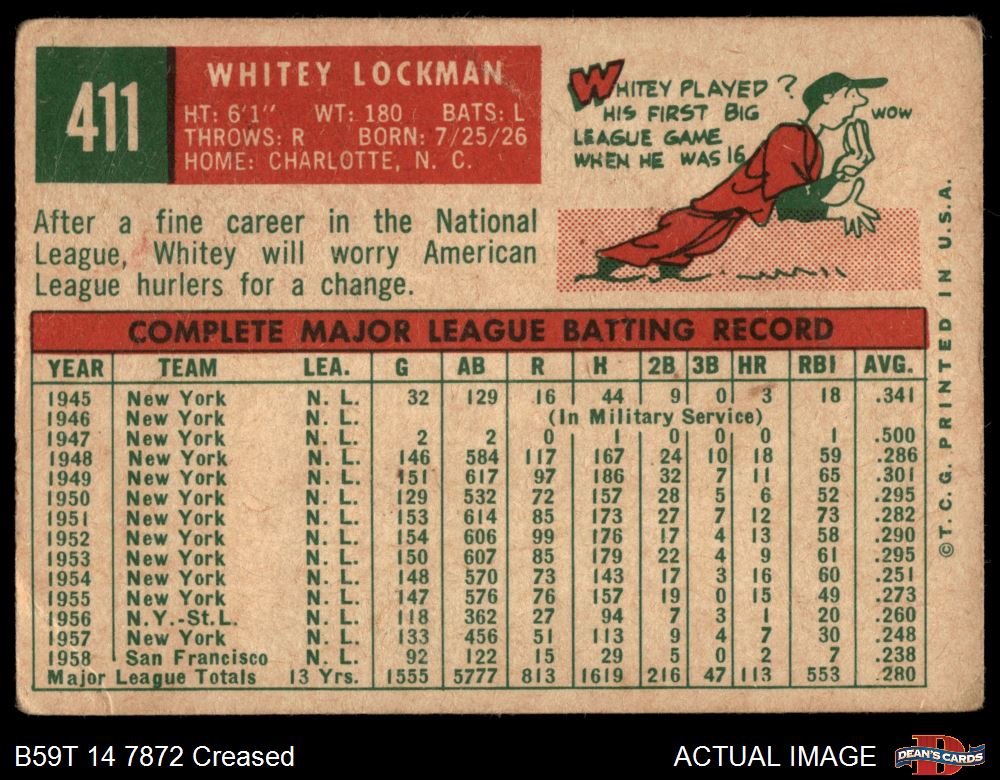 411
WHITEY LOCKMAN
HT: 6'1" WT: 180 BATS: L
THROWS: R BORN: 7/25/26
HOME: CHARLOTTE, N. C.
WHITEY PLAYED ?
HIS FIRST BIG
LEAGUE GAME
WHEN HE WAS 16
WOW
After a fine career in the National
League, Whitey will worry American
League hurlers for a change.
COMPLETE MAJOR LEAGUE BATTING RECORD
YEAR TEAM LEA. G AB R H 2B 3B HR RBI AVG.
1945 New York N. L. 32 129 16 44 9 0 3 18 .341
1946 New York N. L. (In Military Service)
1947 New York N. L. 2 2 0 1 0 0 0 1 .500
1948 New York N. L. 146 584 117 167 24 10 18 59 .286
1949 New York N. L. 151 617 97 186 32 7 11 65 .301
1950 New York N. L. 129 532 72 157 28 5 6 52 .295
1951 New York N. L. 153 614 85 173 27 7 12 73 .282
1952 New York N. L. 154 606 99 176 17 4 13 58 .290
1953 New York N. L. 150 607 85 179 22 4 9 61 .295
1954 New York N. L. 148 570 73 143 17 3 16 60 .251
1955 New York N. L. 147 576 76 157 19 0 15 49 .273
1956 N.Y.-St.L. N. L. 118 362 27 94 7 3 1 20 .260
1957 New York N. L. 133 456 51 113 9 4 7 30 .248
1958 San Francisco N. L. 92 122 15 29 5 0 2 7 .238
Major League Totals 13 Yrs. 1555 5777 813 1619 216 47 113 553 .280
© T. C. G. PRINTED IN U.S.A.
B59T 14 7872 Creased
ACTUAL IMAGE
D
DEAN'S CARDS